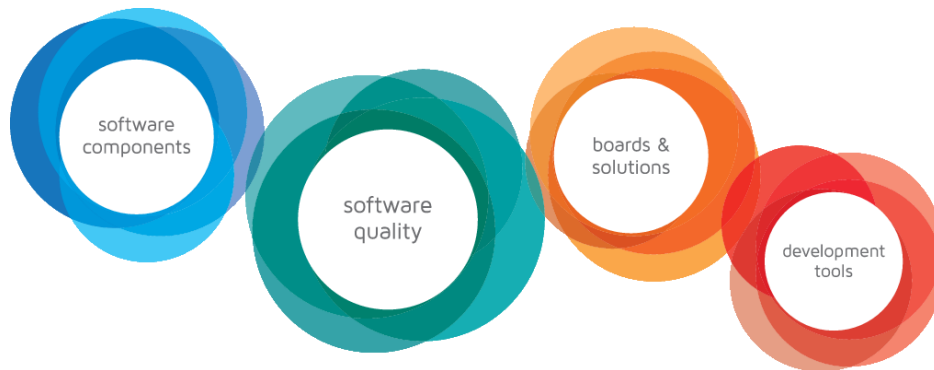 software
components
software
quality
boards &
solutions
development
tools